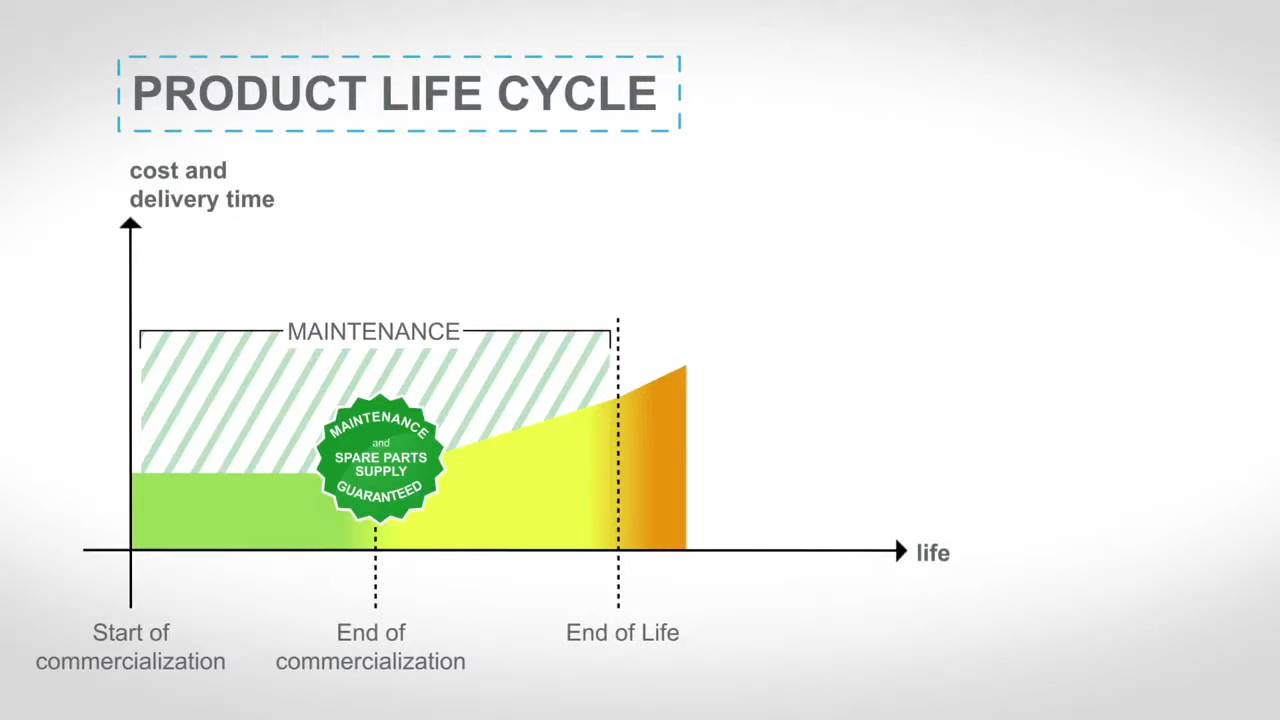 PRODUCT LIFE CYCLE
cost and
delivery time
MAINTENANCE
MAINTENANCE
and
SPARE PARTS
SUPPLY
GUARANTEED
life
Start of
commercialization
End of
commercialization
End of Life